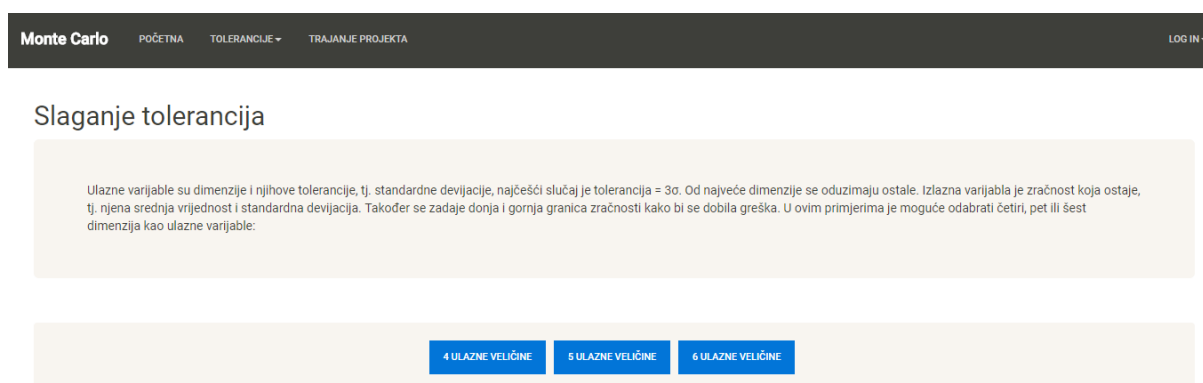 Monte Carlo POČETNA TOLERANCIJE TRAJANJE PROJEKTA LOG IN
Slaganje tolerancija
Ulazne varijable su dimenzije i njihove tolerancije, tj. standardne devijacije, najčešći slučaj je tolerancija = 3σ. Od najveće dimenzije se oduzimaju ostale. Izlazna varijabla je zračnost koja ostaje,
tj. njena srednja vrijednost i standardna devijacija. Također se zadaje donja i gornja granica zračnosti kako bi se dobila greška. U ovim primjerima je moguće odabrati četiri, pet ili šest
dimenzija kao ulazne varijable:
4 ULAZNE VELIČINE 5 ULAZNE VELIČINE 6 ULAZNE VELIČINE